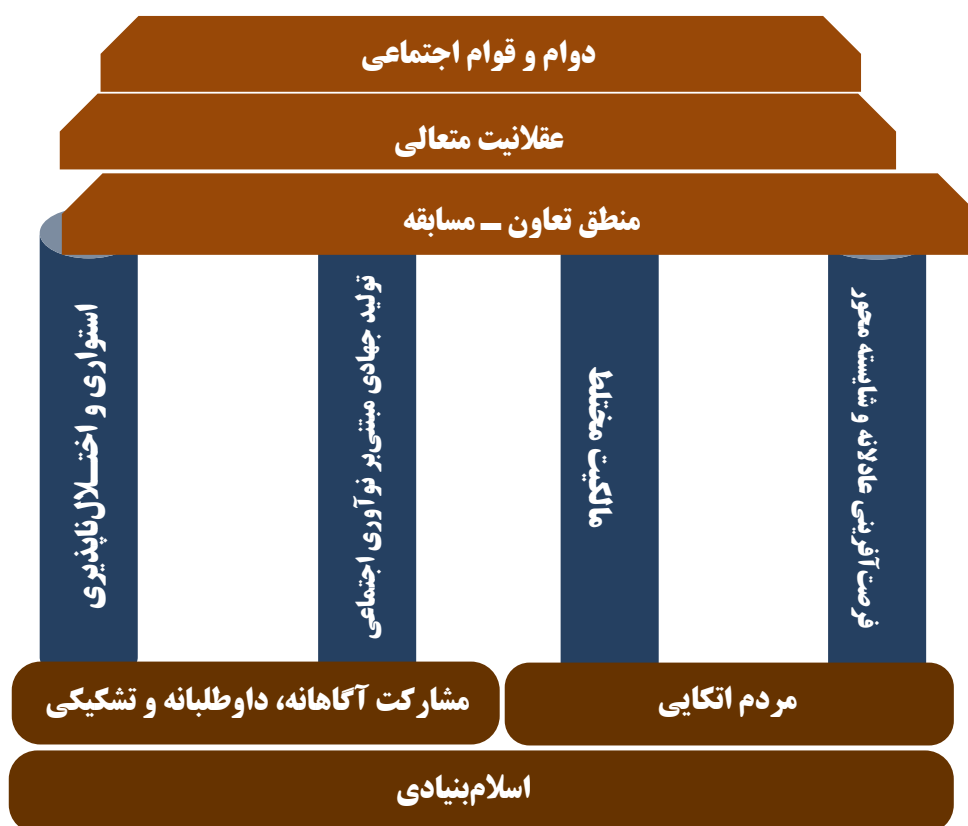 دوام و قوام اجتماعی
عقلانیت متعالی
منطق تعاون ـ مسابقه
فرصت‌آفرینی عادلانه و شایسته محور
مالکیت مختلط
تولید جهادی مبتنی‌بر نوآوری اجتماعی
استواری و اختـــلال‌ناپذیری
مردم اتکایی
مشارکت آگاهانه، داوطلبانه و تشکیکی
اسلام‌بنیادی